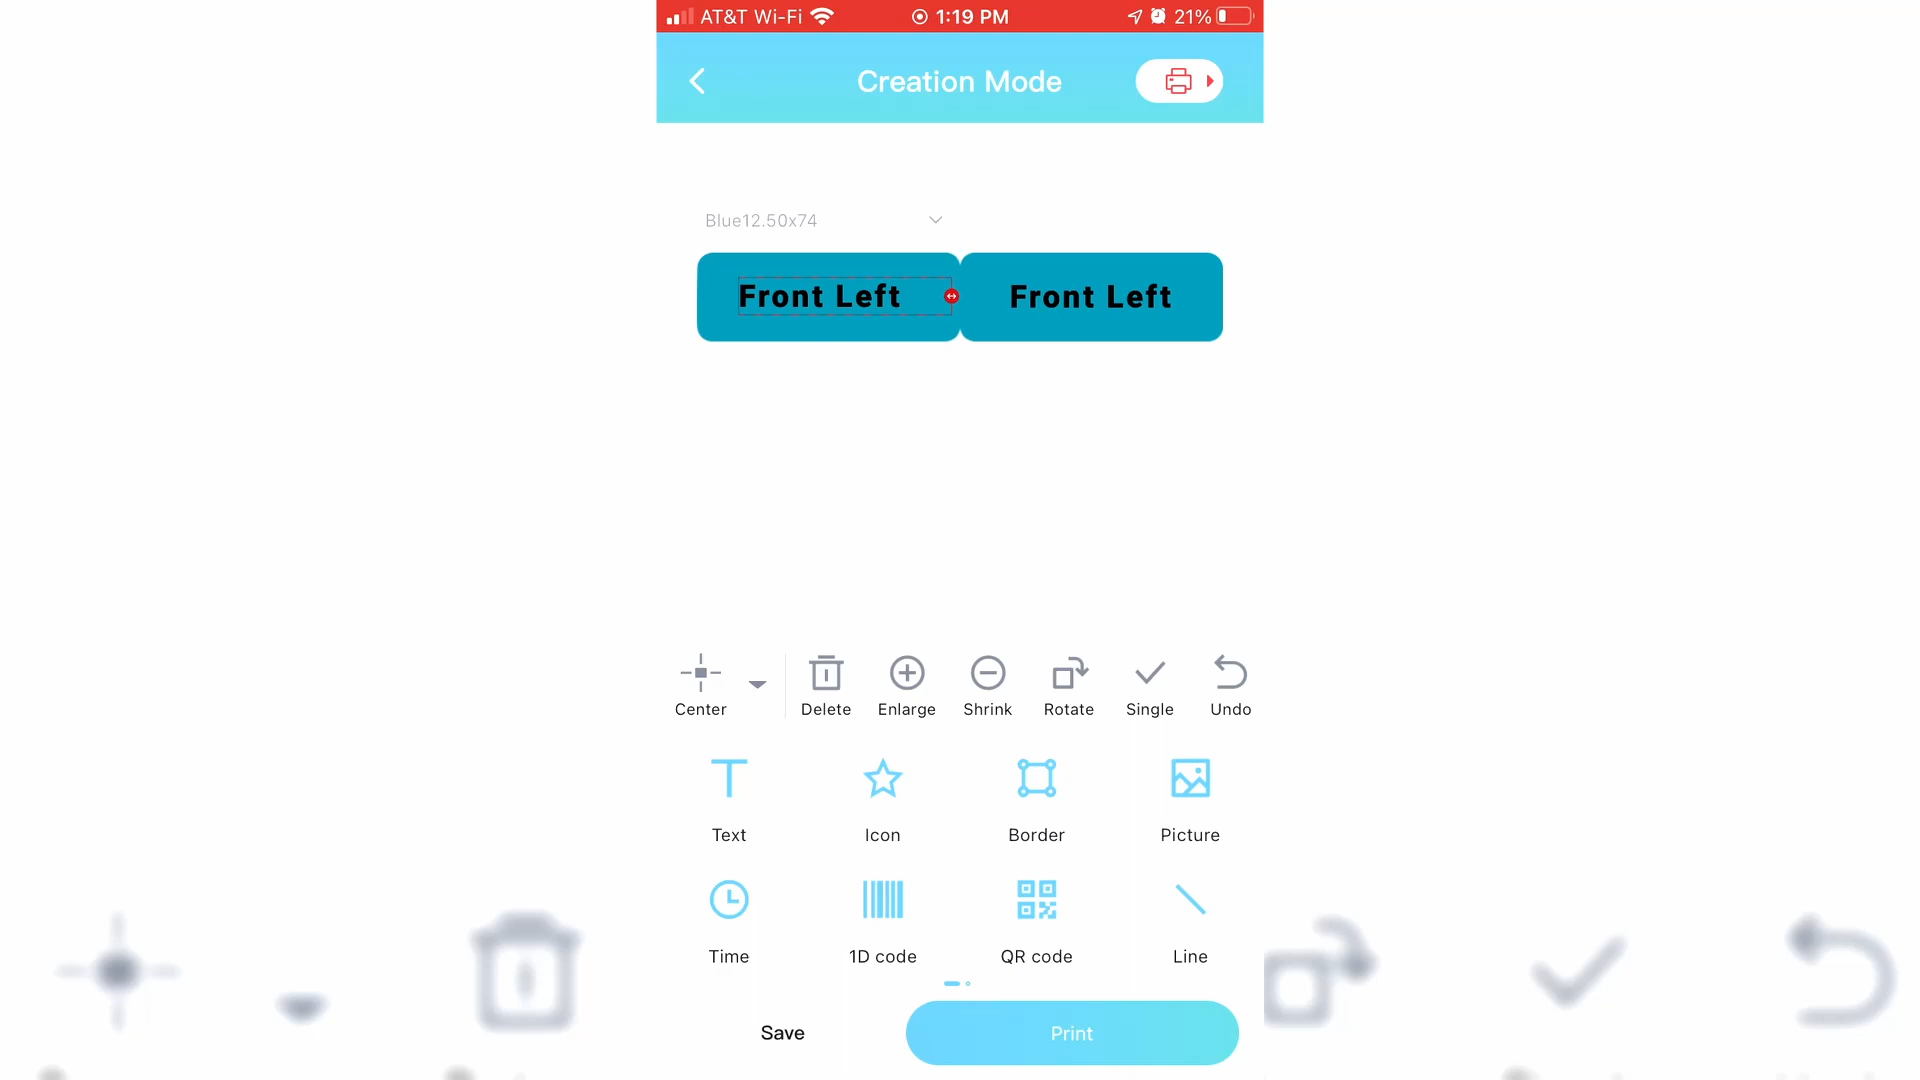 AT&T Wi-Fi 1:19 PM 21%
Creation Mode
Blue12.50x74
Front Left Front Left
Center Delete Enlarge Shrink Rotate Single Undo
Text Icon Border Picture
Time 1D code QR code Line
Save Print